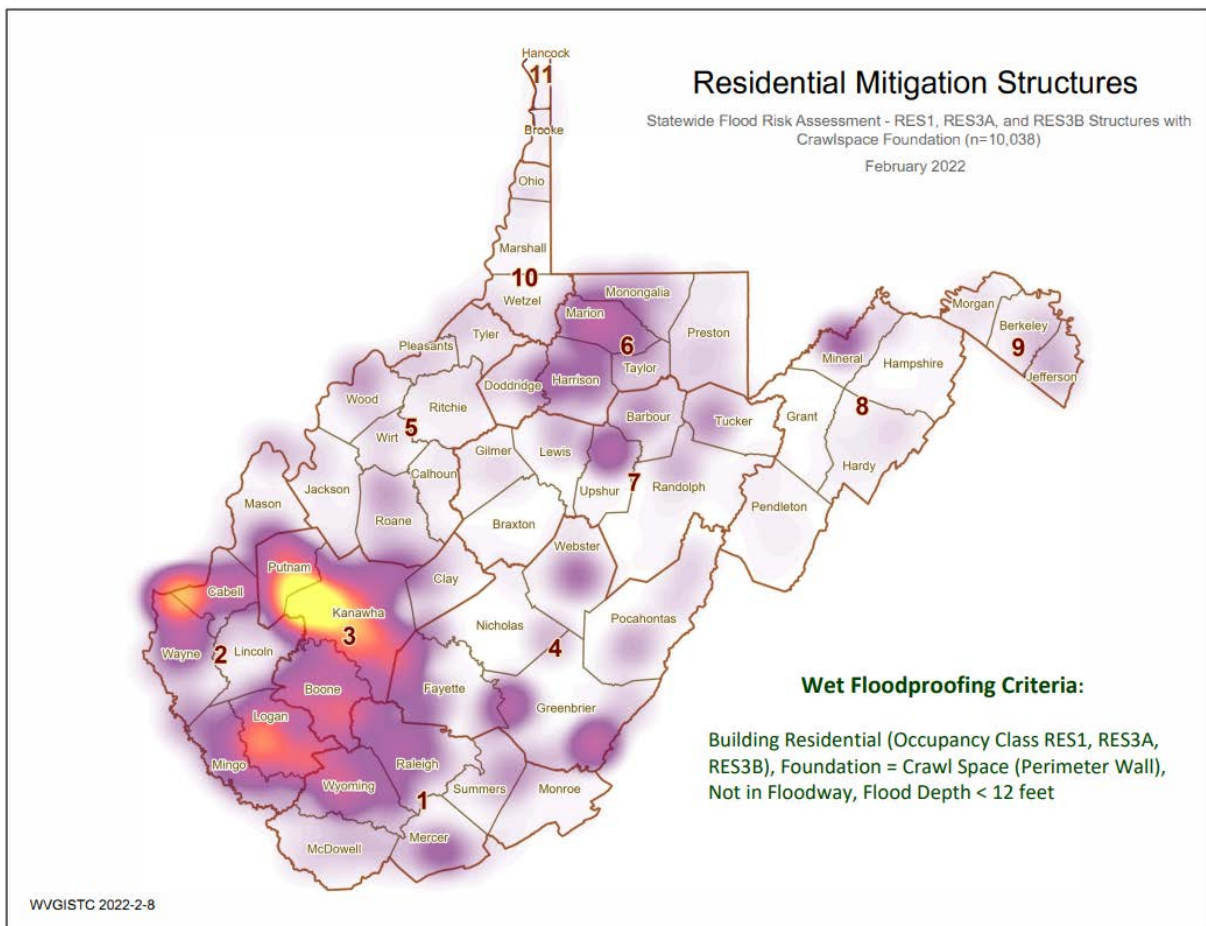 Residential Mitigation Structures
Statewide Flood Risk Assessment - RES1, RES3A, and RES3B Structures with
Crawlspace Foundation (n=10,038)
February 2022
Hancock
11
Brooke
Ohio
Marshall
10
Wetzel
Monongalia
Marion
Morgan
Berkeley
9
Jefferson
Tyler
6
Preston
Pleasants
Taylor
Mineral
Hampshire
Doddridge
Harrison
Wood
Ritchie
8
Barbour
Tucker
Grant
5
Wirt
Lewis
Gilmer
Hardy
Calhoun
7
Upshur
Randolph
Jackson
Mason
Pendleton
Roane
Braxton
Webster
Putnam
Clay
Cabell
Kanawha
Pocahontas
Nicholas
3
4
Wayne
2
Lincoln
Boone
Fayette
Greenbrier
Logan
Mingo
Raleigh
Wyoming
Summers
Monroe
1
Mercer
McDowell
Wet Floodproofing Criteria:
Building Residential (Occupancy Class RES1, RES3A,
RES3B), Foundation = Crawl Space (Perimeter Wall),
Not in Floodway, Flood Depth < 12 feet
WVGISTC 2022-2-8